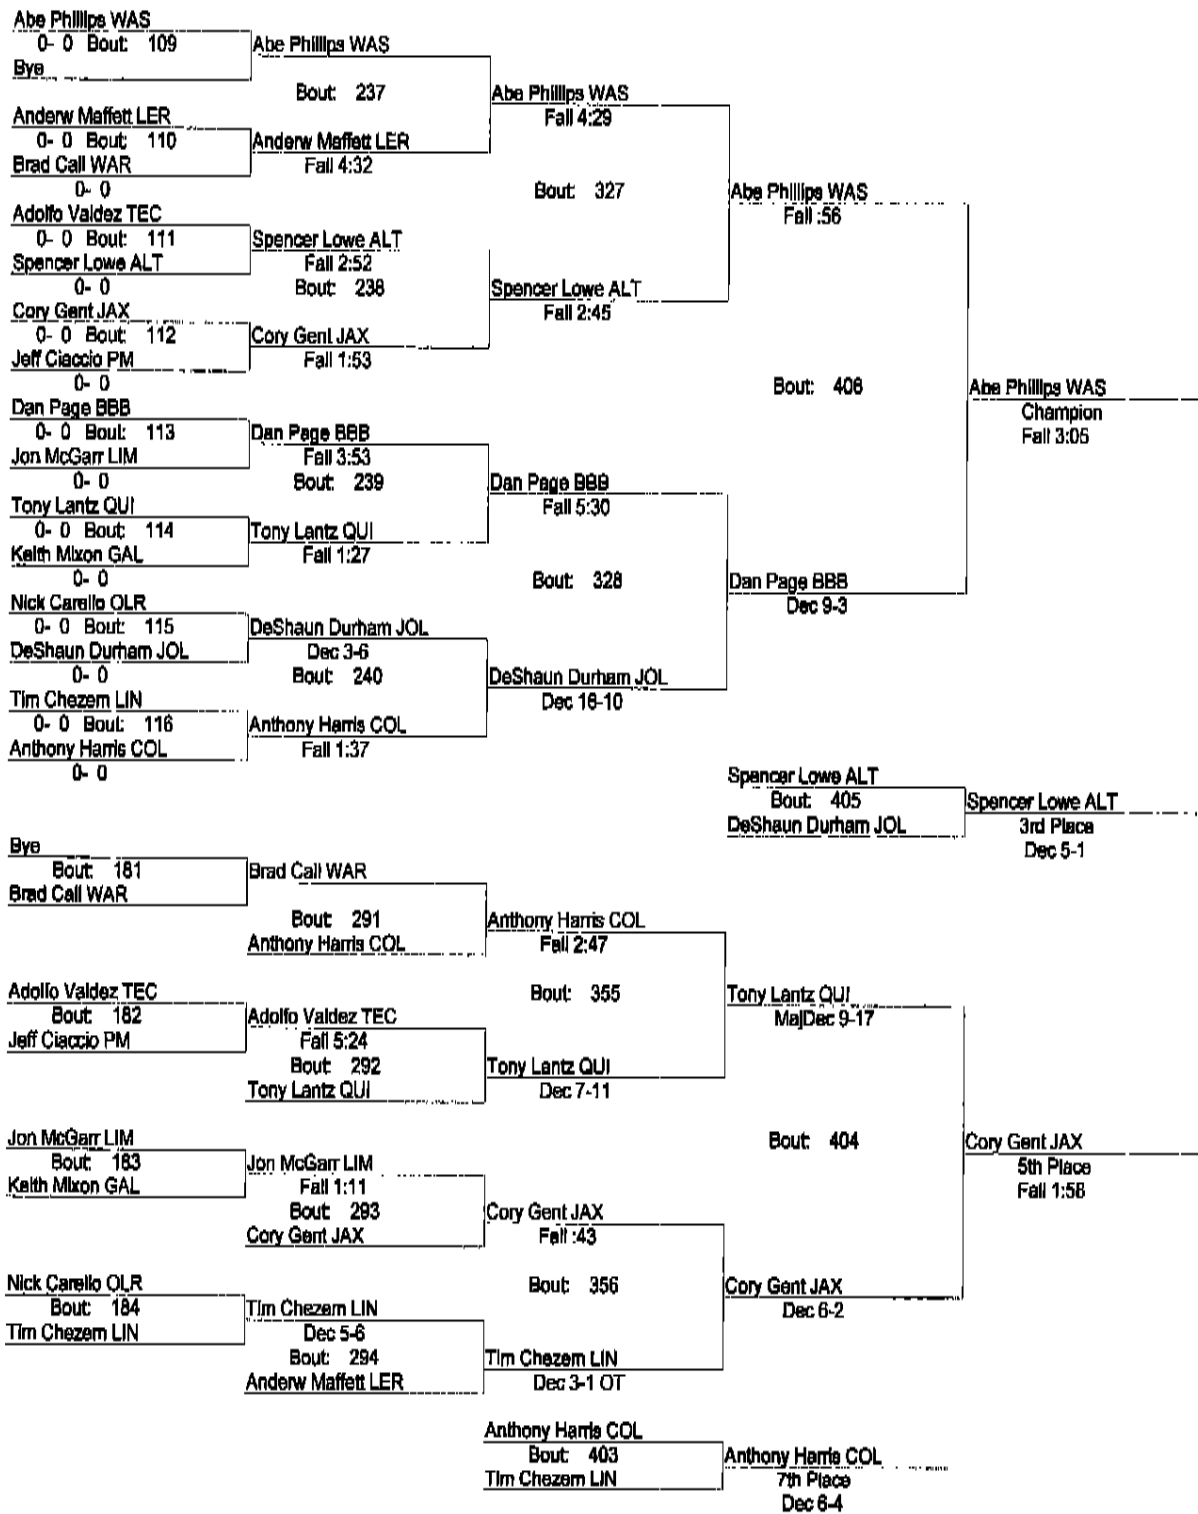 Abe Phillips WAS
0- 0 Bout: 109
Bye
Abe Phillips WAS
Bout: 237
Anderw Maffett LER
0- 0 Bout: 110
Brad Call WAR
0- 0
Anderw Maffett LER
Fall 4:32
Abe Phillips WAS
Fall 4:29
Bout: 327
Adolfo Valdez TEC
0- 0 Bout: 111
Spencer Lowe ALT
0- 0
Spencer Lowe ALT
Fall 2:52
Bout: 238
Cory Gent JAX
0- 0 Bout: 112
Jeff Ciaccio PM
0- 0
Cory Gent JAX
Fall 1:53
Spencer Lowe ALT
Fall 2:45
Abe Phillips WAS
Fall :56
Bout: 406
Dan Page BBB
0- 0 Bout: 113
Jon McGarr LIM
0- 0
Dan Page BBB
Fall 3:53
Bout: 239
Tony Lantz QUI
0- 0 Bout: 114
Keith Mixon GAL
0- 0
Tony Lantz QUI
Fall 1:27
Dan Page BBB
Fall 5:30
Bout: 328
Nick Carello OLR
0- 0 Bout: 115
DeShaun Durham JOL
0- 0
DeShaun Durham JOL
Dec 3-6
Bout: 240
Tim Chezem LIN
0- 0 Bout: 116
Anthony Harris COL
0- 0
Anthony Harris COL
Fall 1:37
DeShaun Durham JOL
Dec 16-10
Dan Page BBB
Dec 9-3
Abe Phillips WAS
Champion
Fall 3:05
Spencer Lowe ALT
Bout: 405
DeShaun Durham JOL
Spencer Lowe ALT
3rd Place
Dec 5-1
Bye
Bout: 181
Brad Call WAR
Brad Call WAR
Bout: 291
Anthony Harris COL
Anthony Harris COL
Fall 2:47
Bout: 355
Adolfo Valdez TEC
Bout: 182
Jeff Ciaccio PM
Adolfo Valdez TEC
Fall 5:24
Bout: 292
Tony Lantz QUI
Tony Lantz QUI
Dec 7-11
Tony Lantz QUI
MajDec 9-17
Bout: 404
Jon McGarr LIM
Bout: 183
Keith Mixon GAL
Jon McGarr LIM
Fall 1:11
Bout: 293
Cory Gent JAX
Cory Gent JAX
Fall :43
Bout: 356
Nick Carello OLR
Bout: 184
Tim Chezem LIN
Tim Chezem LIN
Dec 5-6
Bout: 294
Anderw Maffett LER
Tim Chezem LIN
Dec 3-1 OT
Cory Gent JAX
Dec 6-2
Cory Gent JAX
5th Place
Fall 1:58
Anthony Harris COL
Bout: 403
Tim Chezem LIN
Anthony Harris COL
7th Place
Dec 6-4